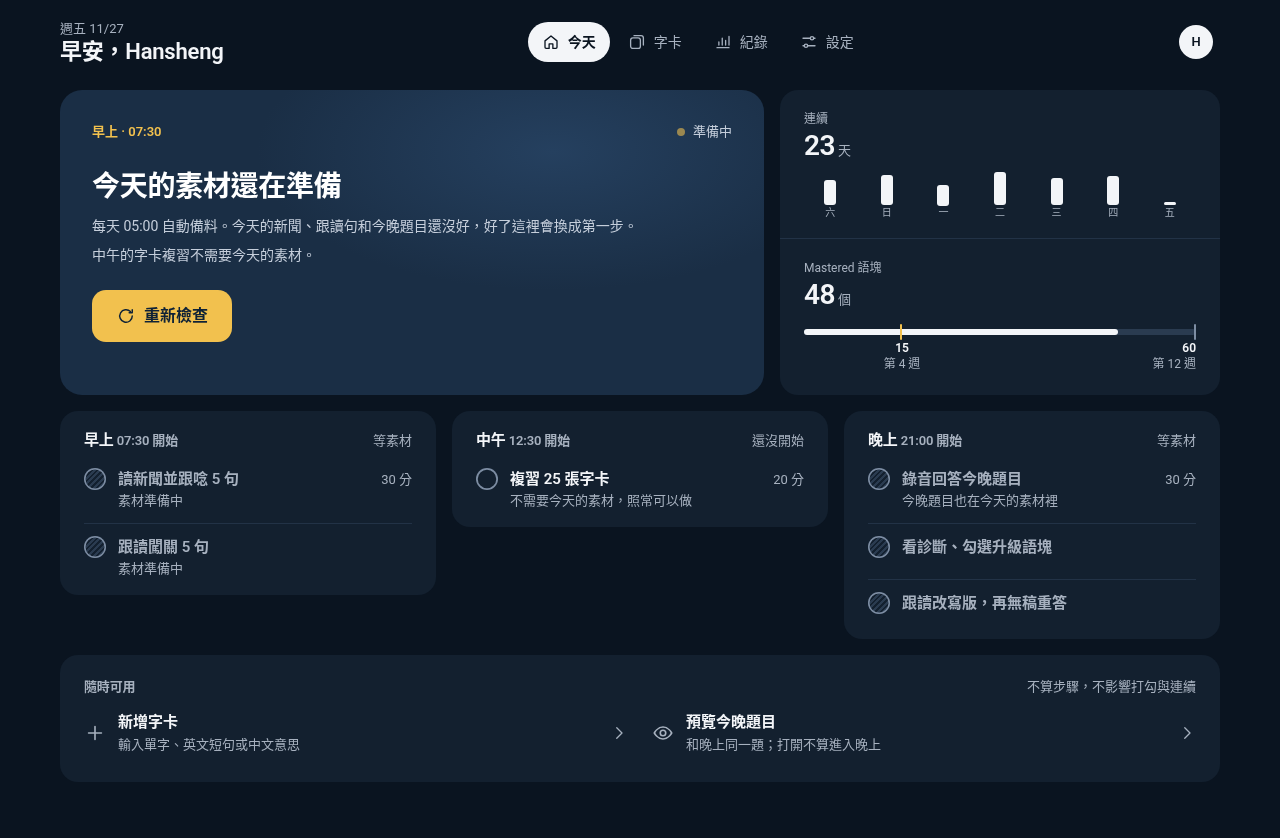 週五 11/27
早安，Hansheng
今天
字卡
紀錄
設定
H
早上 · 07:30
準備中
今天的素材還在準備
每天 05:00 自動備料。今天的新聞、跟讀句和今晚題目還沒好，好了這裡會換成第一步。
中午的字卡複習不需要今天的素材。
重新檢查
連續
23 天
六 日 一 二 三 四 五
Mastered 語塊
48 個
15 60
第 4 週 第 12 週
早上 07:30 開始 等素材
讀新聞並跟唸 5 句 30 分
素材準備中
跟讀闖關 5 句
素材準備中
中午 12:30 開始 還沒開始
複習 25 張字卡 20 分
不需要今天的素材，照常可以做
晚上 21:00 開始 等素材
錄音回答今晚題目 30 分
今晚題目也在今天的素材裡
看診斷、勾選升級語塊
跟讀改寫版，再無稿重答
隨時可用 不算步驟，不影響打勾與連續
新增字卡
輸入單字、英文短句或中文意思
預覽今晚題目
和晚上同一題；打開不算進入晚上